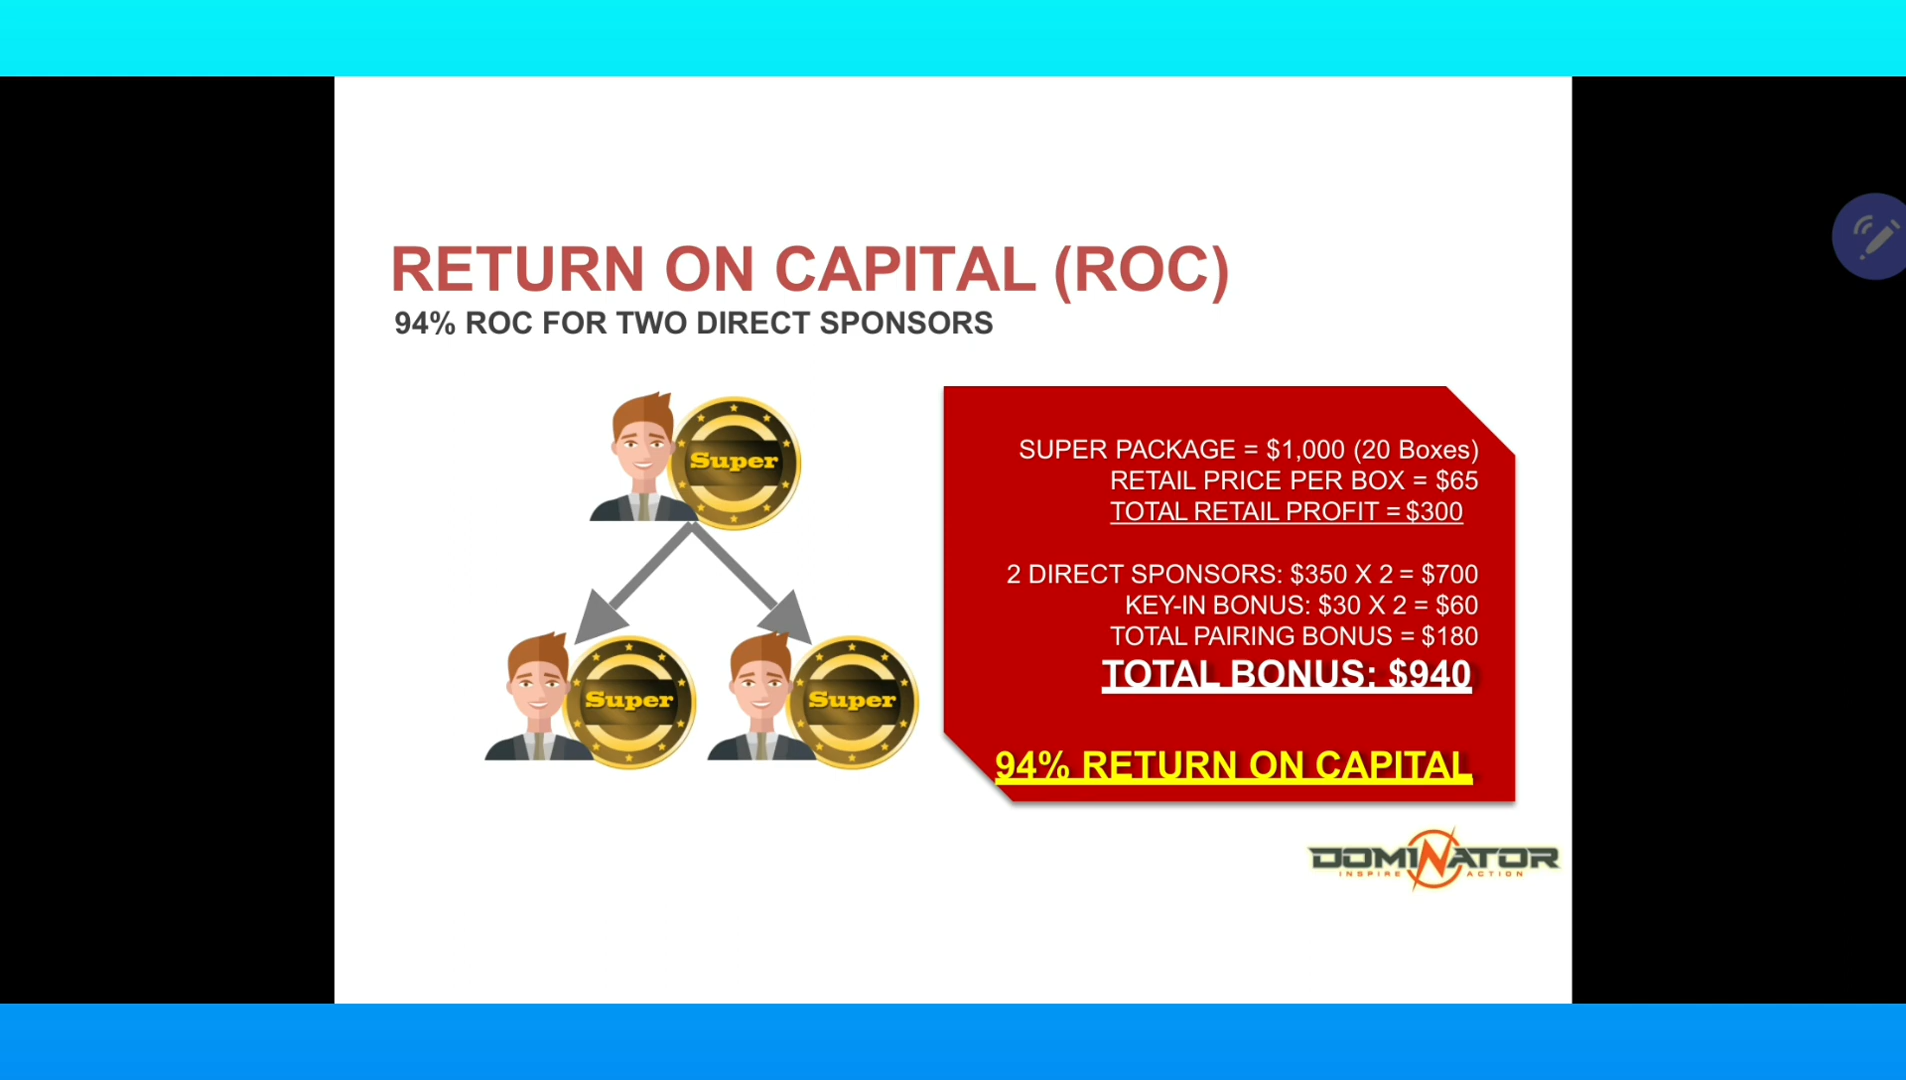 RETURN ON CAPITAL (ROC)
94% ROC FOR TWO DIRECT SPONSORS
Super
Super
Super
SUPER PACKAGE = $1,000 (20 Boxes)
RETAIL PRICE PER BOX = $65
TOTAL RETAIL PROFIT = $300
2 DIRECT SPONSORS: $350 X 2 = $700
KEY-IN BONUS: $30 X 2 = $60
TOTAL PAIRING BONUS = $180
TOTAL BONUS: $940
94% RETURN ON CAPITAL
DOMINATOR
INSPIRE ACTION